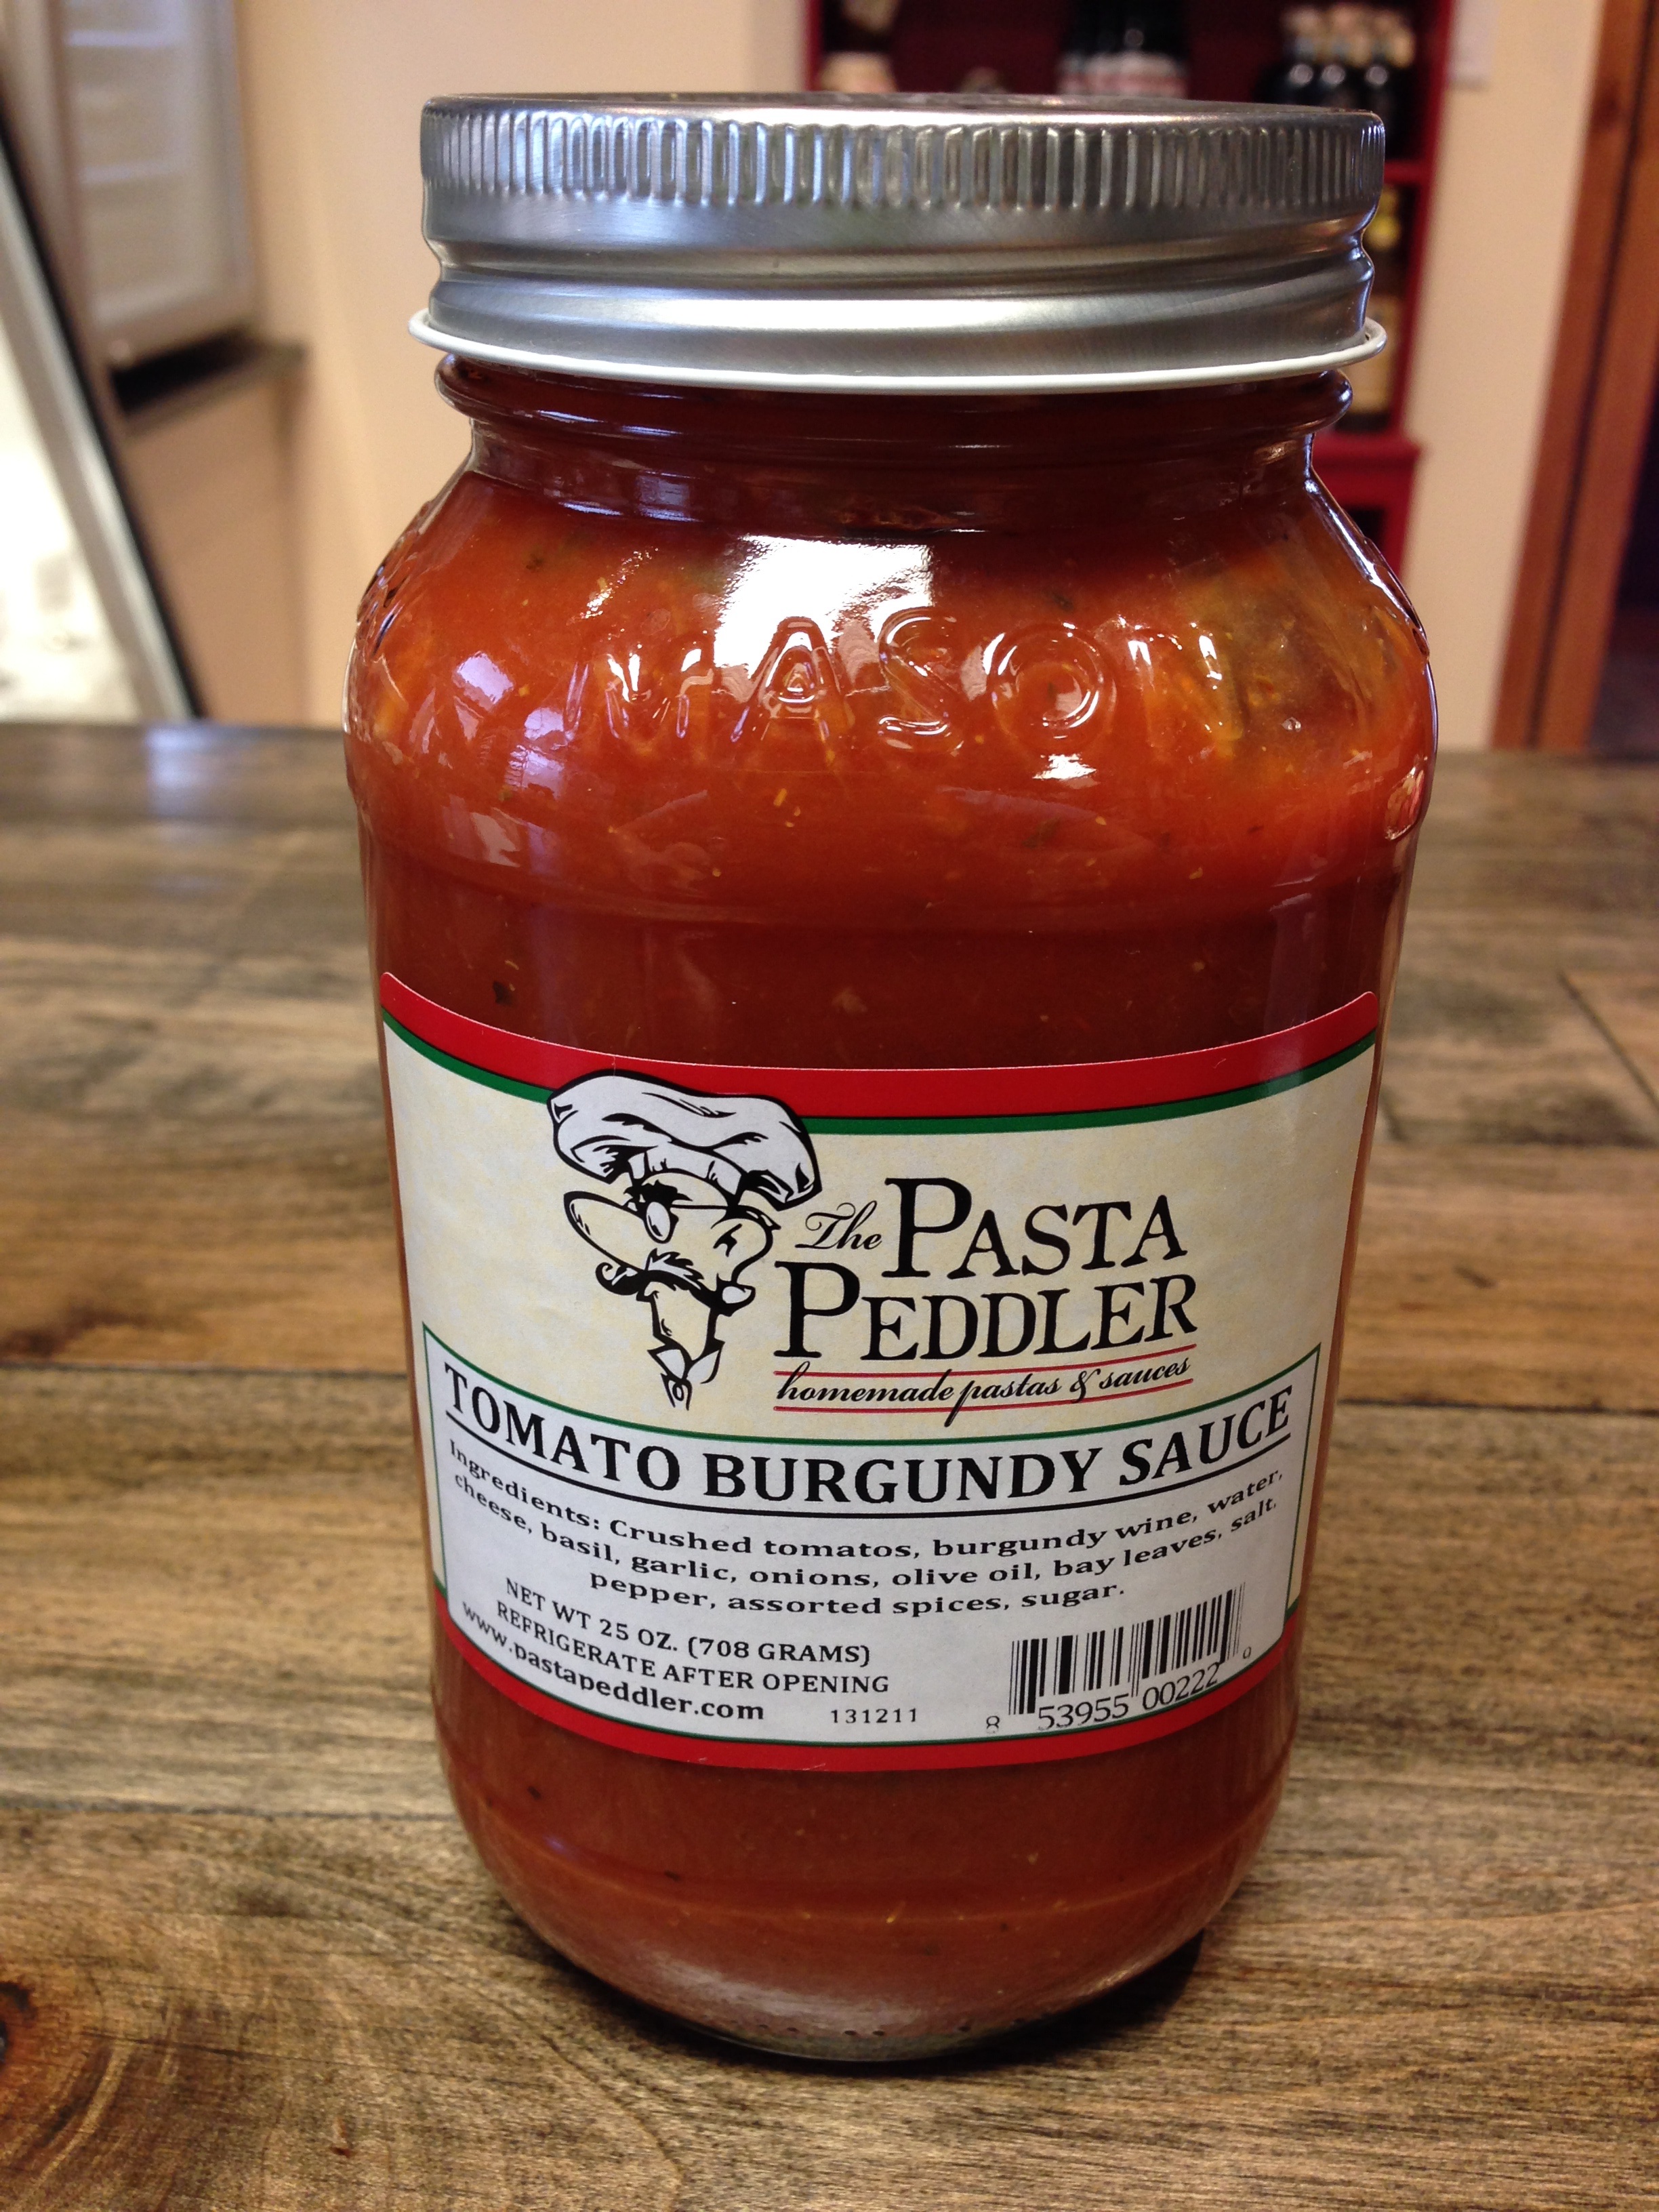 MASON
The PASTA
PEDDLER
homemade pastas & sauces
TOMATO BURGUNDY SAUCE
Ingredients: Crushed tomatos, burgundy wine, water,
cheese, basil, garlic, onions, olive oil, bay leaves, salt,
pepper, assorted spices, sugar.
NET WT 25 OZ. (708 GRAMS)
REFRIGERATE AFTER OPENING
www.pastapeddler.com
131211
8 53955 00222 0